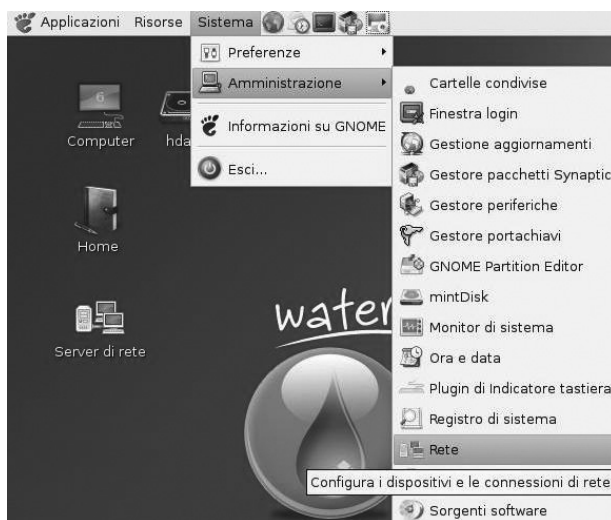 Applicazioni Risorse Sistema
Preferenze
Amministrazione
Informazioni su GNOME
Esci...
Cartelle condivise
Finestra login
Gestione aggiornamenti
Gestore pacchetti Synaptic
Gestore periferiche
Gestore portachiavi
GNOME Partition Editor
mintDisk
Monitor di sistema
Ora e data
Plugin di Indicatore tastiera
Registro di sistema
Rete
Configura i dispositivi e le connessioni di rete
Sorgenti software
Computer
hda
Home
Server di rete
water